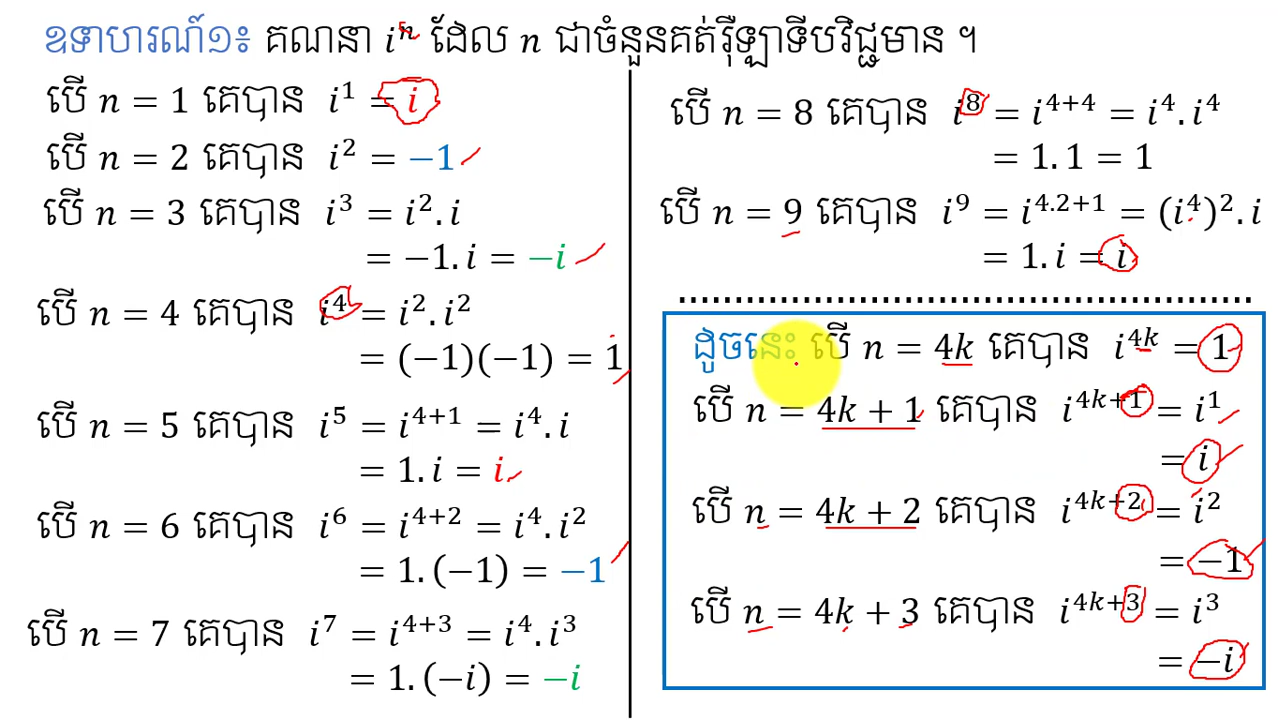 ឧទាហរណ៍១៖ គណនា iⁿ ដែល n ជាចំនួនគត់រ៉ឺឡាទីបវិជ្ជមាន ។
បើ n = 1 គេបាន i¹ = i
បើ n = 2 គេបាន i² = −1
បើ n = 3 គេបាន i³ = i².i
= −1.i = −i
បើ n = 4 គេបាន i⁴ = i².i²
= (−1)(−1) = 1
បើ n = 5 គេបាន i⁵ = i⁴⁺¹ = i⁴.i
= 1.i = i
បើ n = 6 គេបាន i⁶ = i⁴⁺² = i⁴.i²
= 1.(−1) = −1
បើ n = 7 គេបាន i⁷ = i⁴⁺³ = i⁴.i³
= 1.(−i) = −i
បើ n = 8 គេបាន i⁸ = i⁴⁺⁴ = i⁴.i⁴
= 1.1 = 1
បើ n = 9 គេបាន i⁹ = i⁴·²⁺¹ = (i⁴)².i
= 1.i = i
ដូចនេះ បើ n = 4k គេបាន i⁴ᵏ = 1
បើ n = 4k + 1 គេបាន i⁴ᵏ⁺¹ = i¹
= i
បើ n = 4k + 2 គេបាន i⁴ᵏ⁺² = i²
= −1
បើ n = 4k + 3 គេបាន i⁴ᵏ⁺³ = i³
= −i